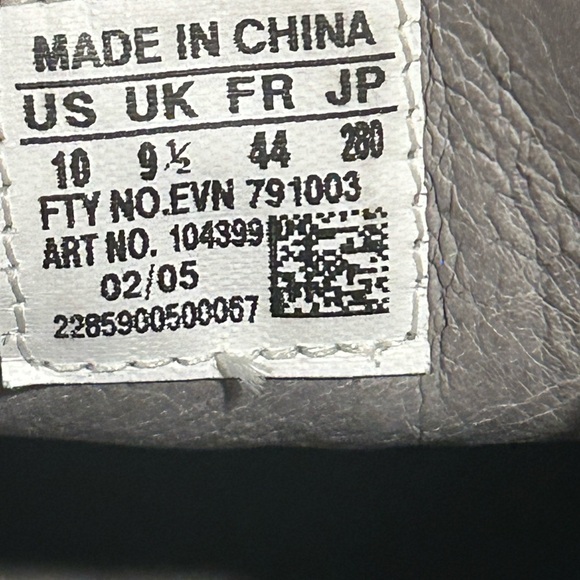 MADE IN CHINA
US UK FR JP
10 9½ 44 280
FTY NO.EVN 791003
ART NO. 104399
02/05
2285900500067